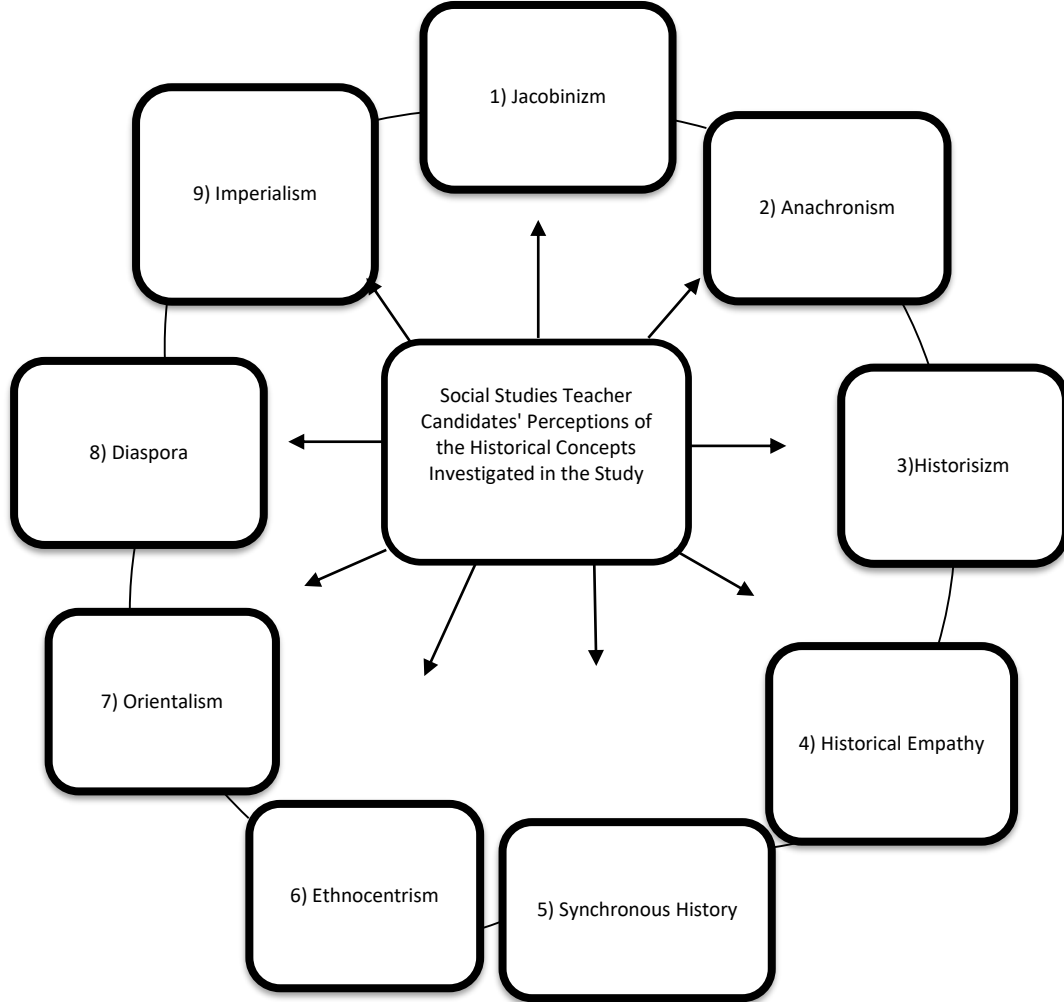 1) Jacobinizm
2) Anachronism
3)Historisizm
4) Historical Empathy
5) Synchronous History
6) Ethnocentrism
7) Orientalism
8) Diaspora
9) Imperialism
Social Studies Teacher
Candidates' Perceptions of
the Historical Concepts
Investigated in the Study